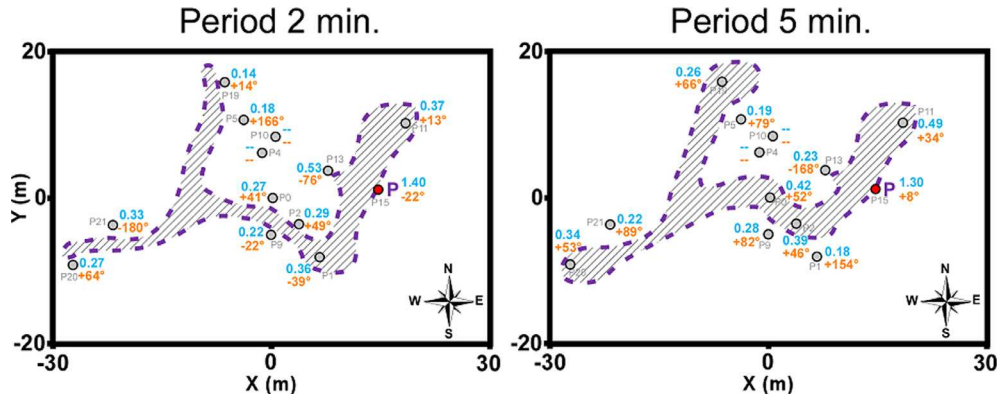 Period 2 min.
20
0.14
+14°
P19
0.18
+166°
P5
--
--
P10
--
--
P4
0.37
+13°
P11
0.53
-76°
P13
1.40
-22°
P
P15
0.27
+41°
P0
0.29
+49°
P2
0.22
-22°
P9
0.33
-180°
P21
0.27
+64°
P20
0.36
-39°
P1
N
W
E
S
Y (m)
0
-20
-30
0
30
X (m)
Period 5 min.
20
0.26
+66°
0.19
+79°
P5
--
--
P10
--
--
P4
P11
0.49
+34°
0.23
-168°
P13
1.30
+8°
P
P15
0.42
+52°
0.39
+46°
P2
0.28
+82°
P9
0.22
+89°
P21
0.34
+53°
P20
0.18
+154°
P1
N
W
E
S
0
-20
-30
0
30
X (m)